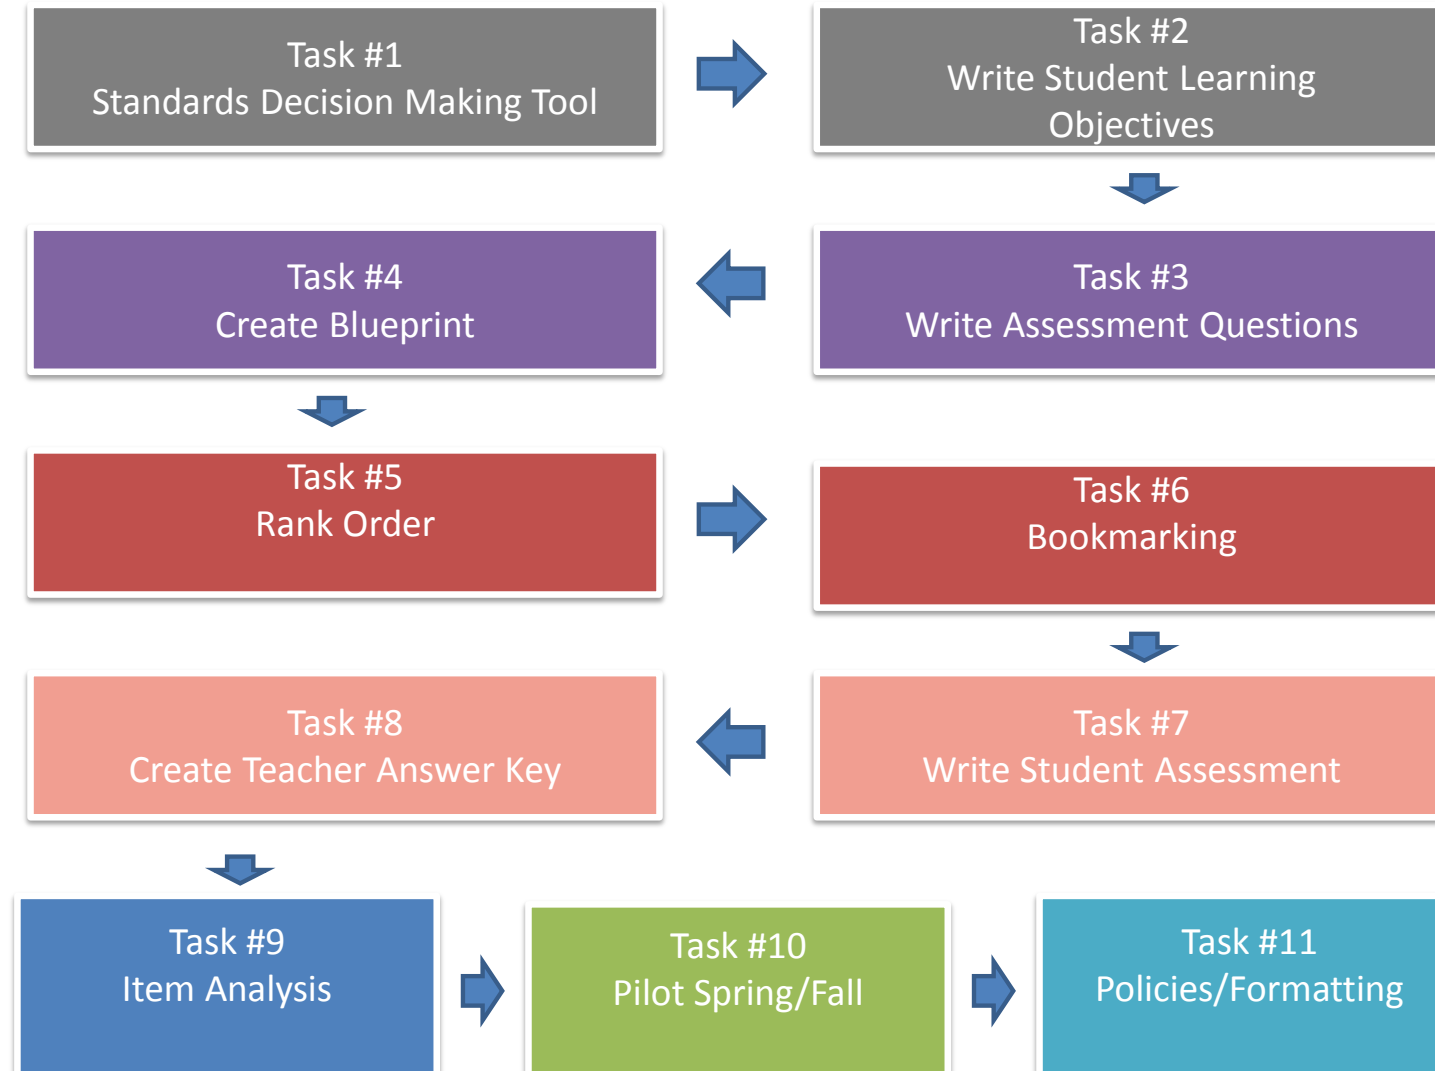 Task #1
Standards Decision Making Tool
Task #2
Write Student Learning
Objectives
Task #3
Write Assessment Questions
Task #4
Create Blueprint
Task #5
Rank Order
Task #6
Bookmarking
Task #7
Write Student Assessment
Task #8
Create Teacher Answer Key
Task #9
Item Analysis
Task #10
Pilot Spring/Fall
Task #11
Policies/Formatting